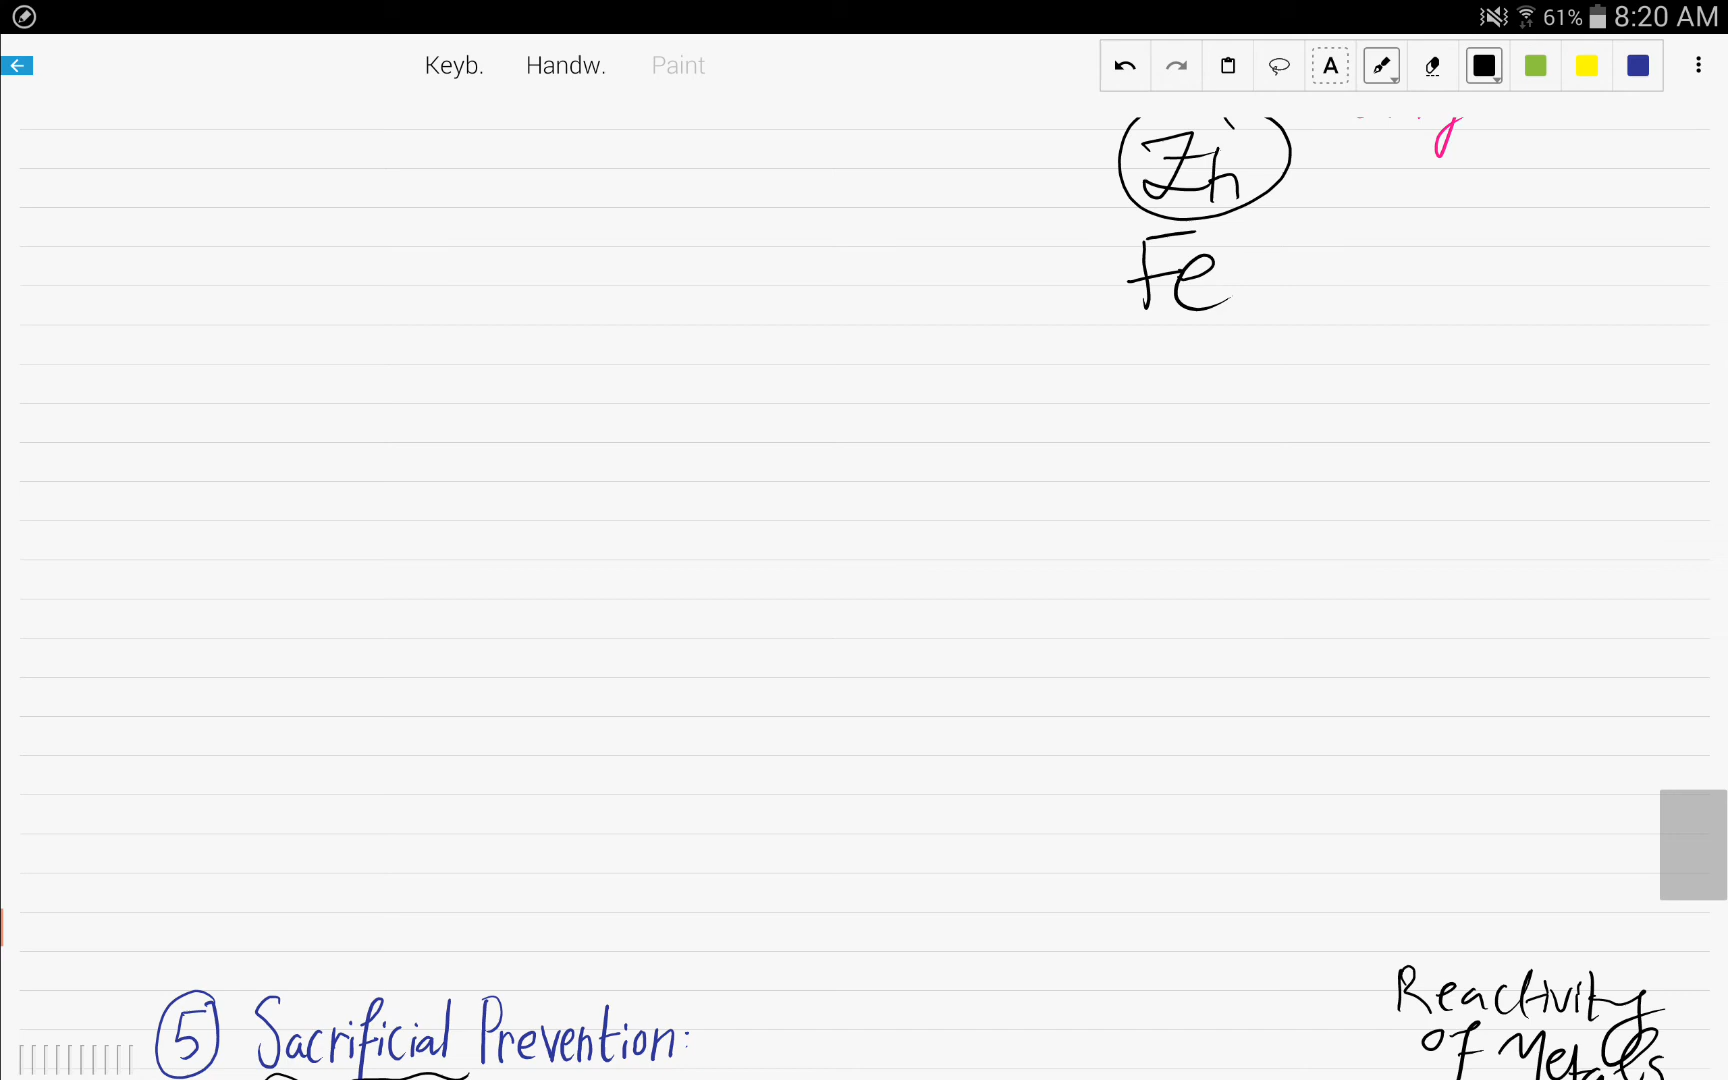 61% 8:20 AM
Keyb. Handw. Paint A
Zn
Fe
Reactivity
⑤ Sacrificial Prevention:
of Metals